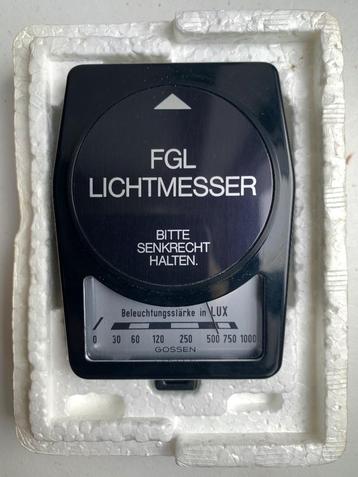 FGL
LICHTMESSER
BITTE
SENKRECHT
HALTEN.
Beleuchtungsstärke in LUX
0 30 60 120 250 500 750 1000
GOSSEN